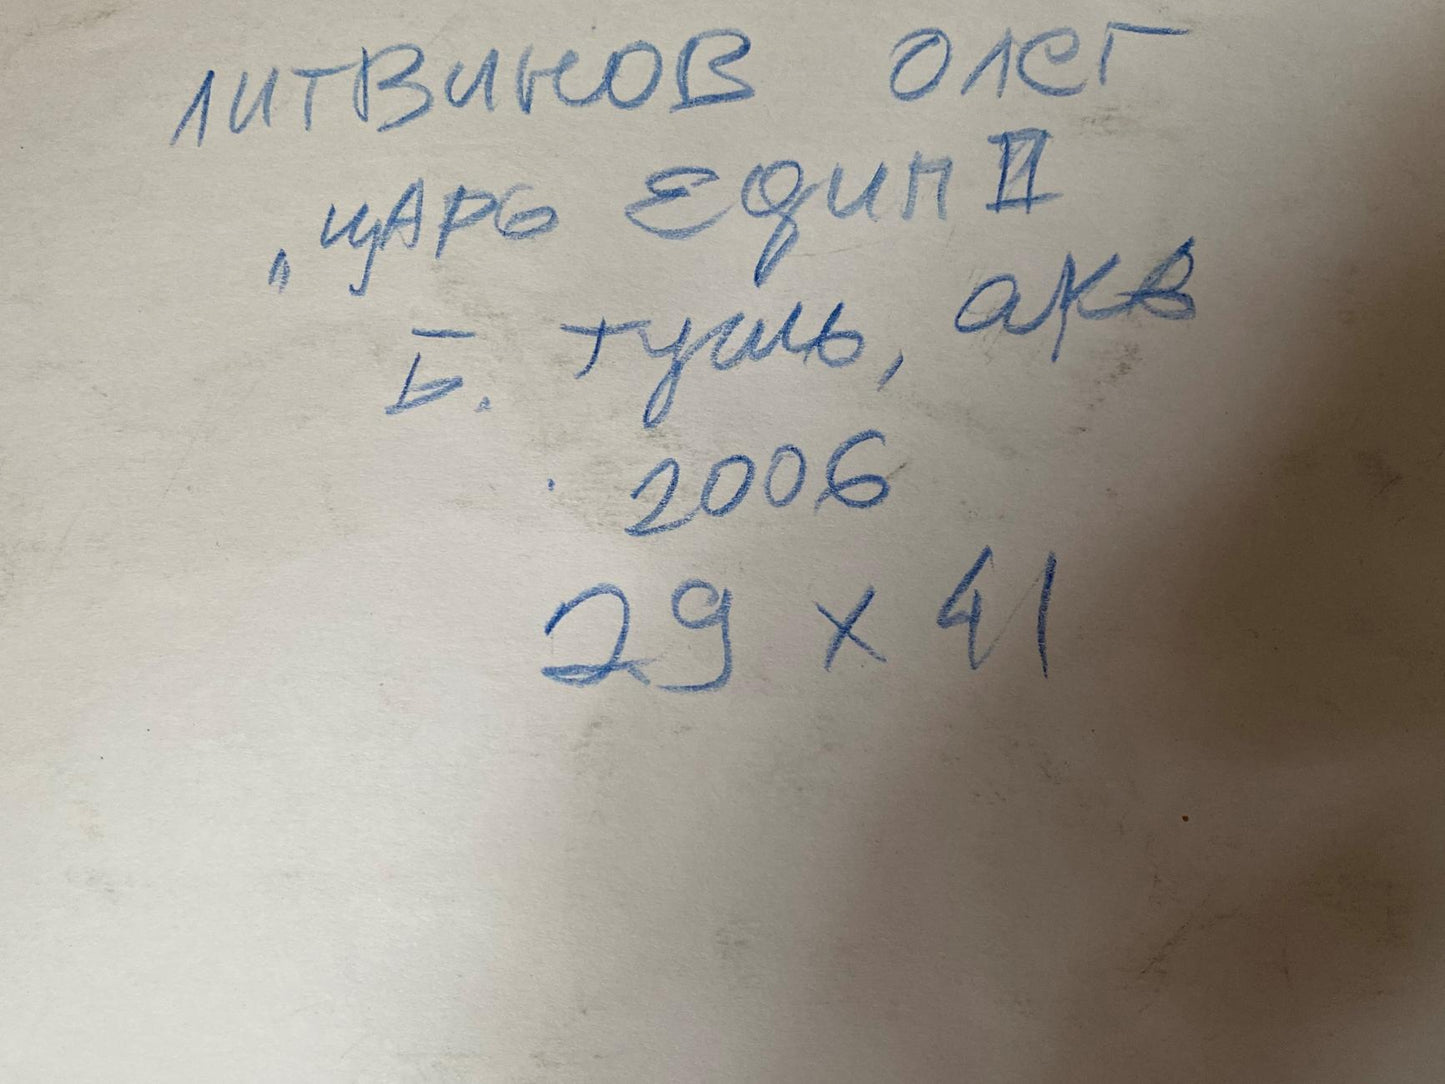 ЛИТВИНОВ ОЛЕГ
„ЦАРЬ ЕДИП II
Б. тушь, акв
2006
29 x 41